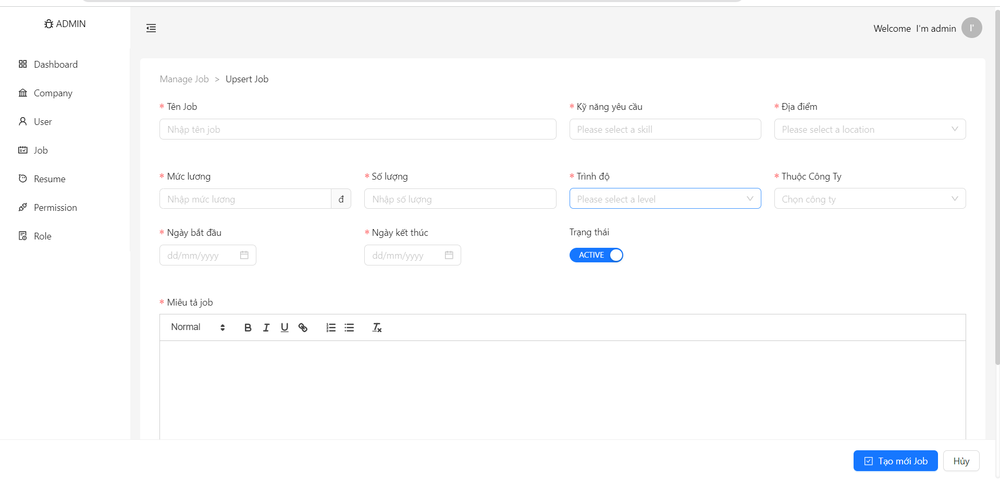 ADMIN
Welcome I'm admin I'
Dashboard
Company
User
Job
Resume
Permission
Role
Manage Job > Upsert Job
* Tên Job
Nhập tên job
* Kỹ năng yêu cầu
Please select a skill
* Địa điểm
Please select a location
* Mức lương
Nhập mức lương đ
* Số lượng
Nhập số lượng
* Trình độ
Please select a level
* Thuộc Công Ty
Chọn công ty
* Ngày bắt đầu
dd/mm/yyyy
* Ngày kết thúc
dd/mm/yyyy
Trạng thái
ACTIVE
* Miêu tả job
Normal
Tạo mới Job
Hủy